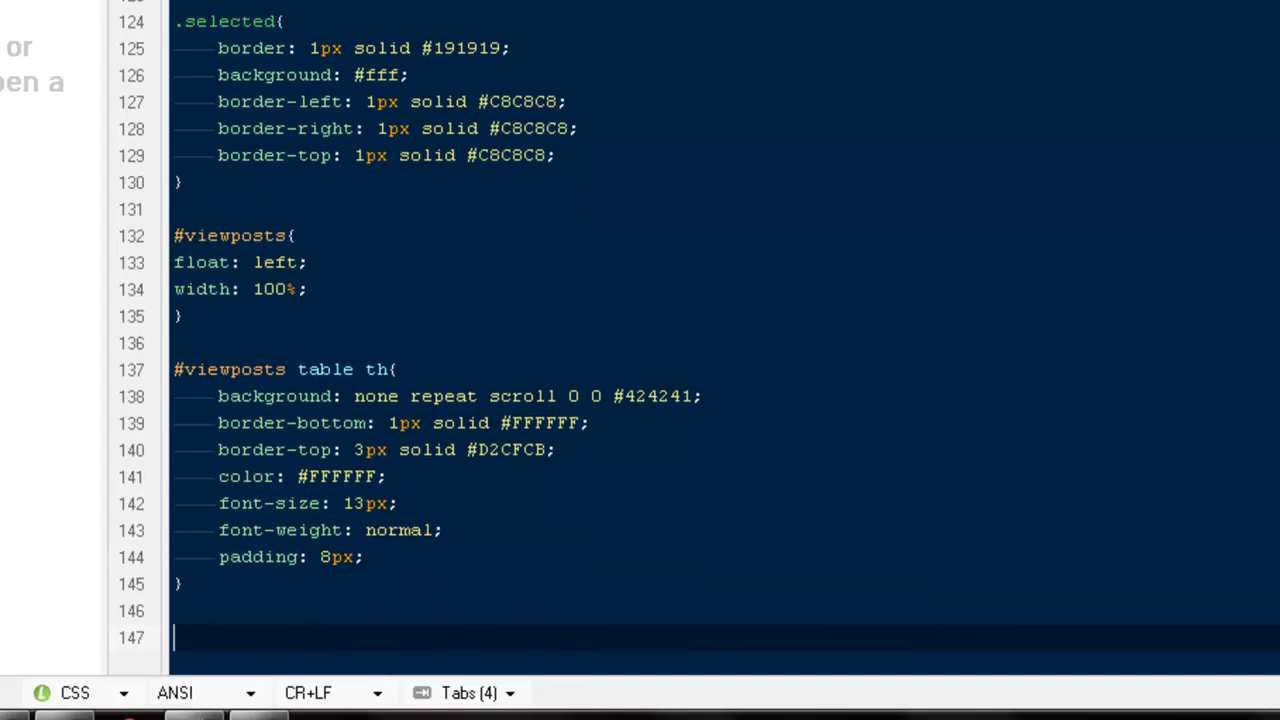 or
pen a
124 .selected{
125 border: 1px solid #191919;
126 background: #fff;
127 border-left: 1px solid #C8C8C8;
128 border-right: 1px solid #C8C8C8;
129 border-top: 1px solid #C8C8C8;
130 }
131
132 #viewposts{
133 float: left;
134 width: 100%;
135 }
136
137 #viewposts table th{
138 background: none repeat scroll 0 0 #424241;
139 border-bottom: 1px solid #FFFFFF;
140 border-top: 3px solid #D2CFCB;
141 color: #FFFFFF;
142 font-size: 13px;
143 font-weight: normal;
144 padding: 8px;
145 }
146
147
CSS ANSI CR+LF Tabs (4)